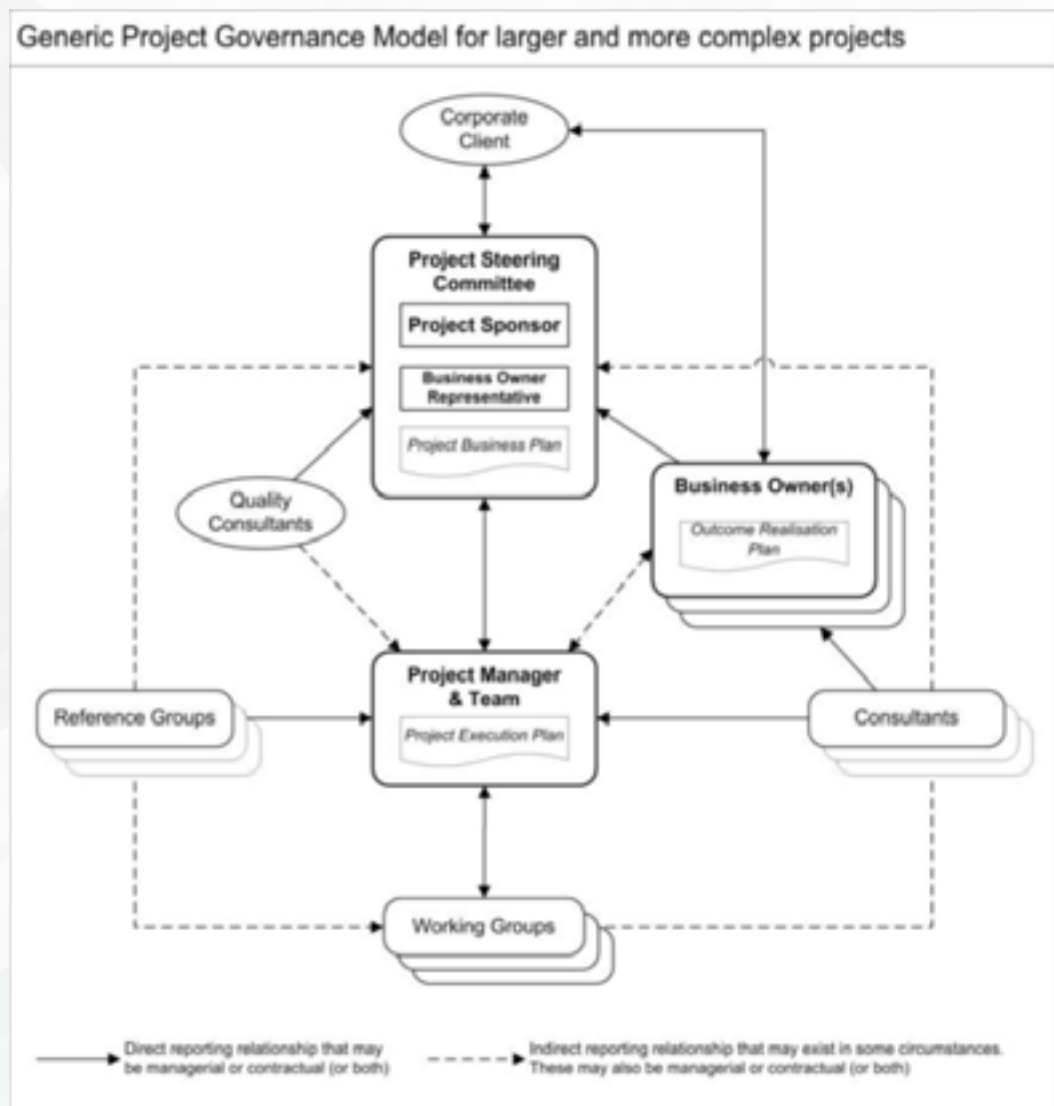 Generic Project Governance Model for larger and more complex projects
Corporate
Client
Project Steering
Committee
Project Sponsor
Business Owner
Representative
Project Business Plan
Quality
Consultants
Business Owner(s)
Outcome Realisation
Plan
Project Manager
& Team
Project Execution Plan
Reference Groups
Consultants
Working Groups
Direct reporting relationship that may
be managerial or contractual (or both)
Indirect reporting relationship that may exist in some circumstances.
These may also be managerial or contractual (or both)